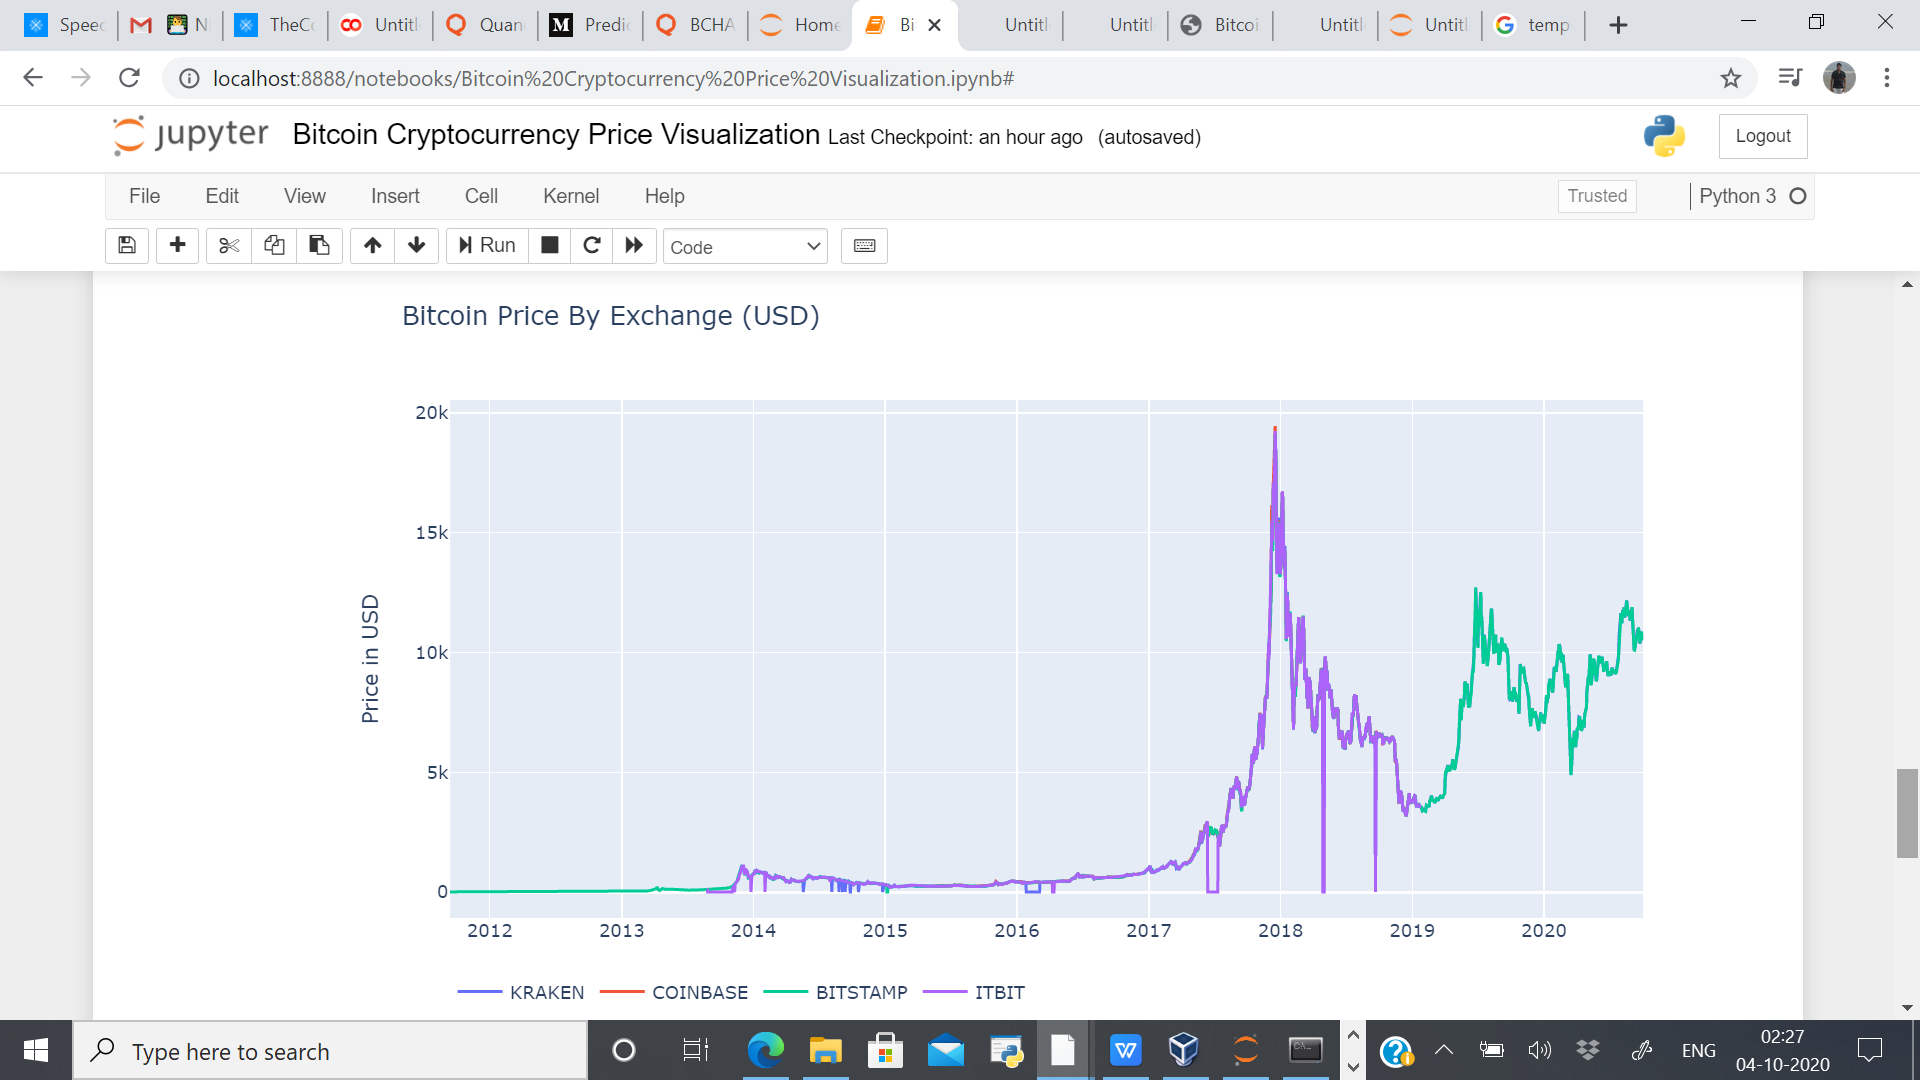 Speec
N
TheCo
Untitl
Quan
Predic
BCHA
Home
Bi
Untitl
Untitl
Bitcoi
Untitl
Untitl
temp
localhost:8888/notebooks/Bitcoin%20Cryptocurrency%20Price%20Visualization.ipynb#
jupyter Bitcoin Cryptocurrency Price Visualization Last Checkpoint: an hour ago (autosaved)
Logout
File Edit View Insert Cell Kernel Help
Trusted
Python 3
Run
Code
Bitcoin Price By Exchange (USD)
20k
15k
10k
5k
0
Price in USD
2012 2013 2014 2015 2016 2017 2018 2019 2020
KRAKEN COINBASE BITSTAMP ITBIT
Type here to search
ENG
02:27
04-10-2020